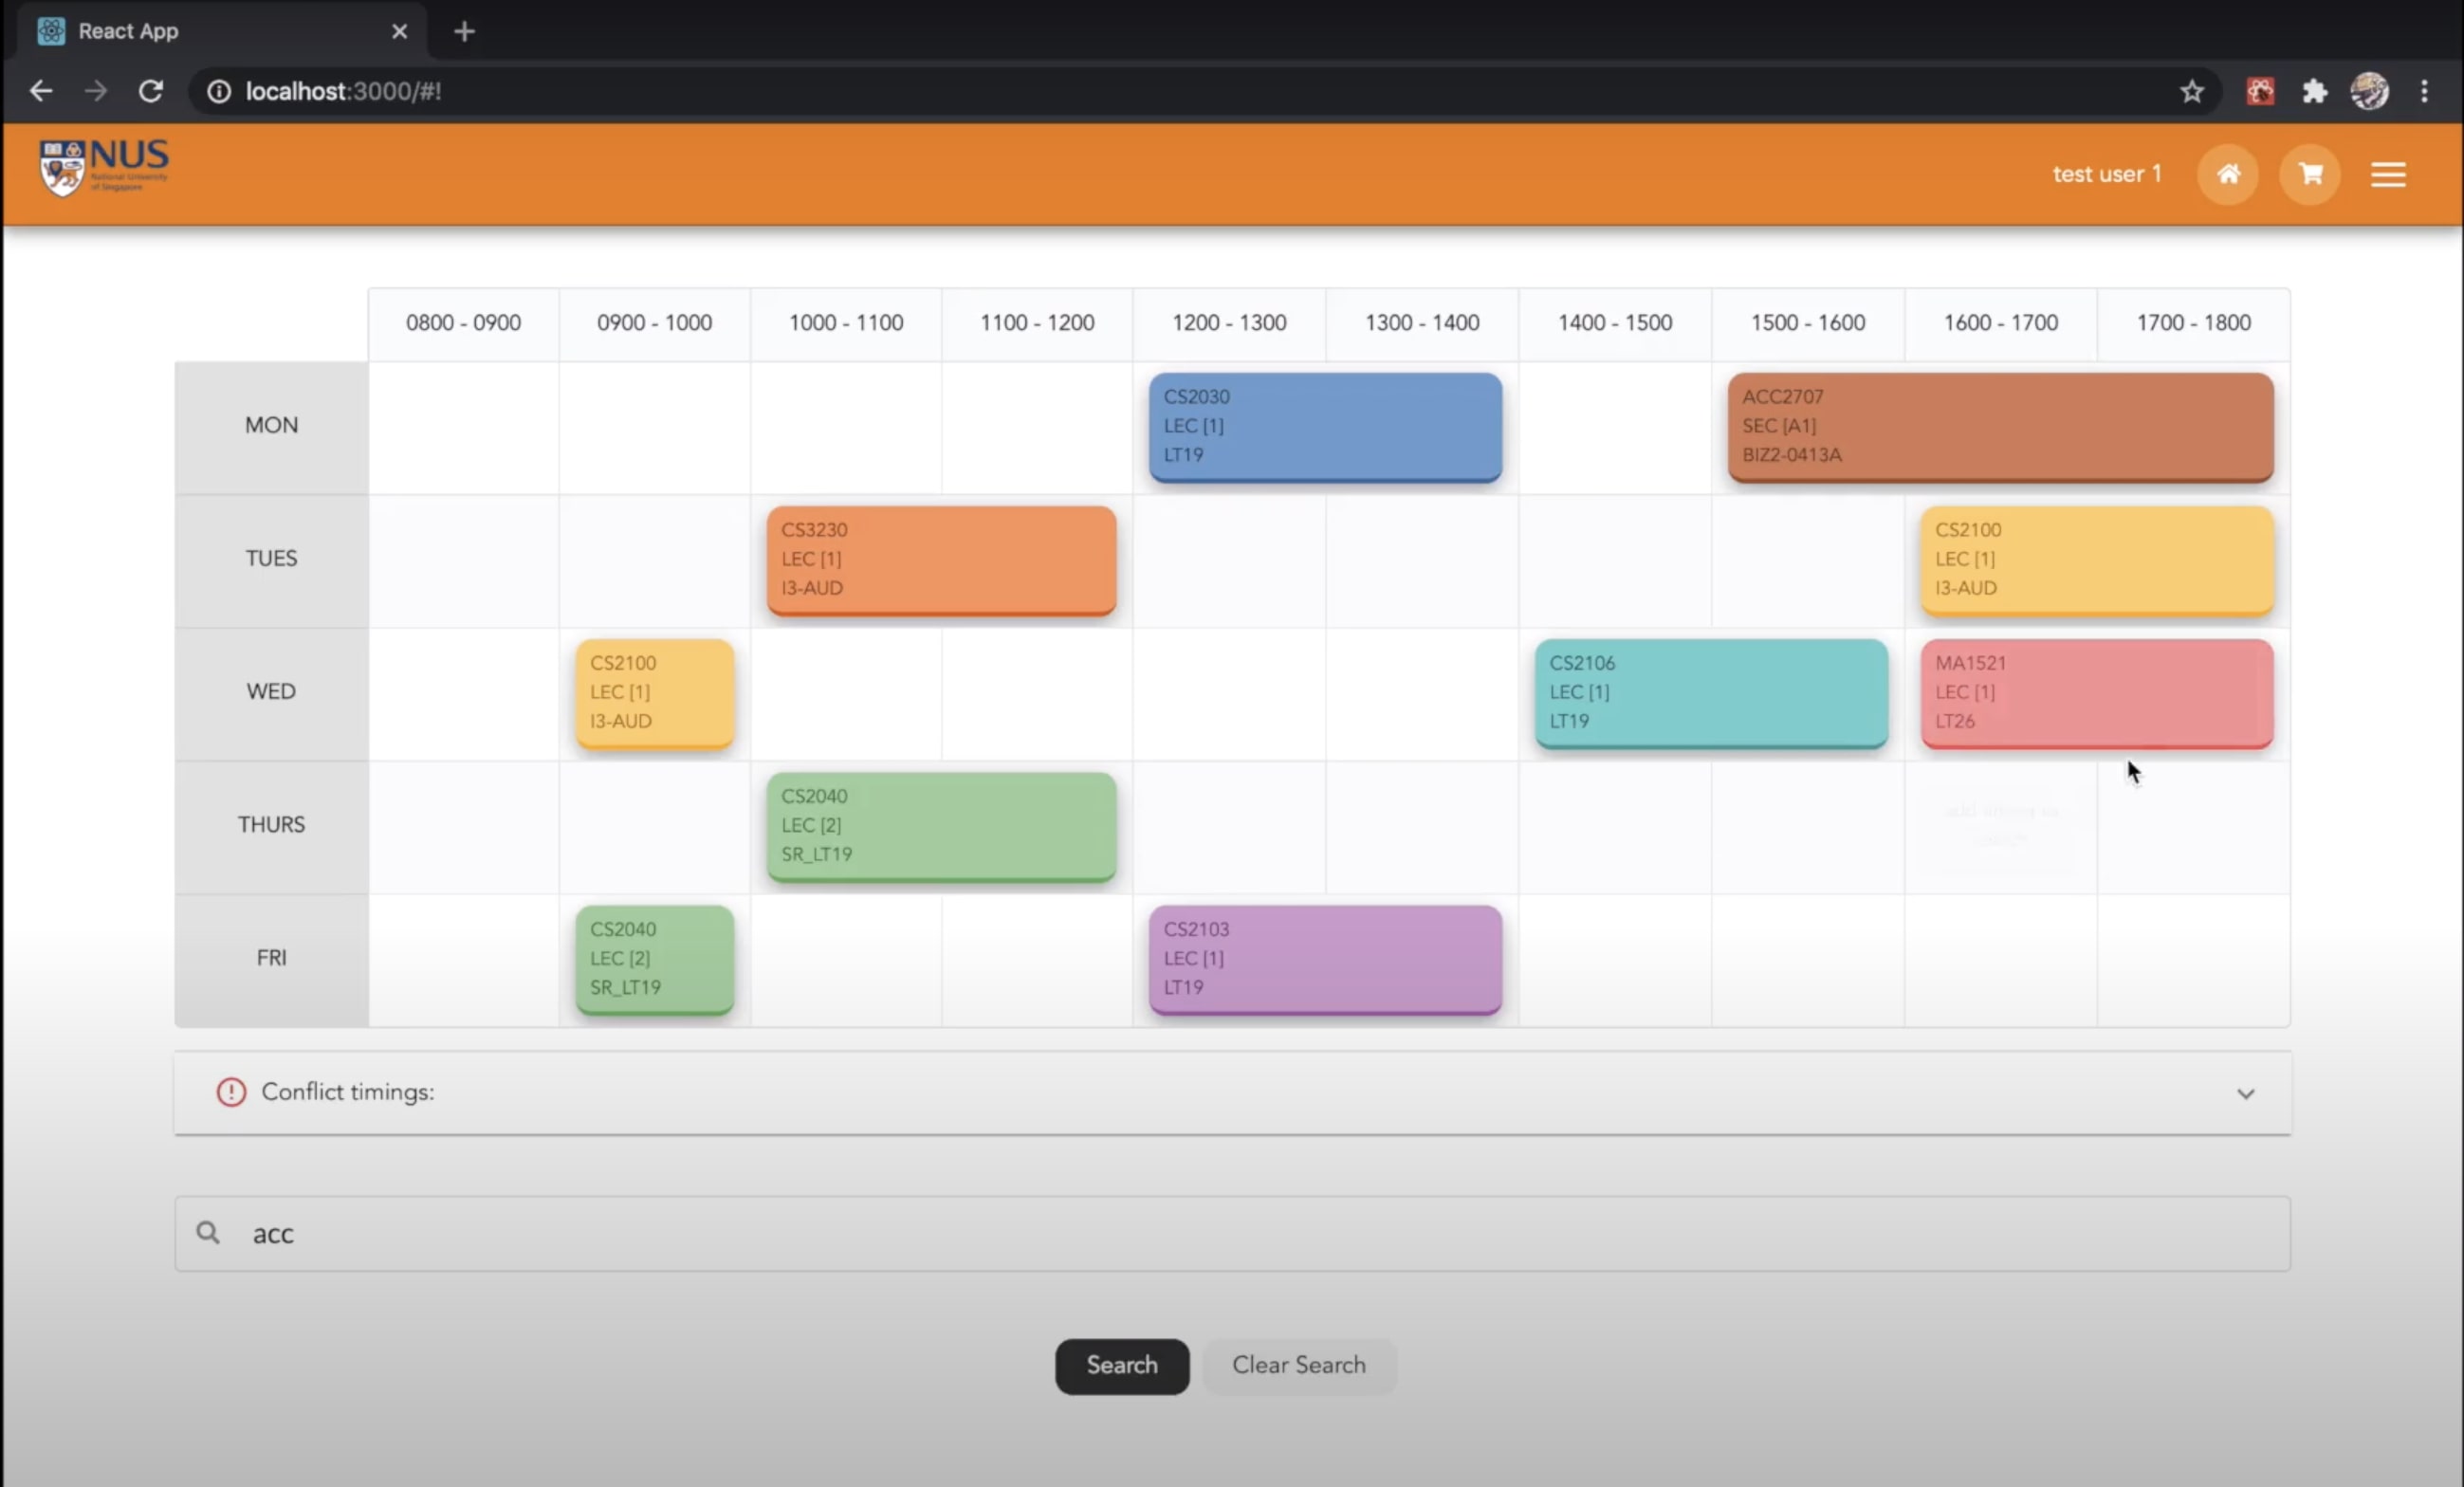 React App
localhost:3000/#!
NUS
National University
of Singapore
test user 1
0800 - 0900
0900 - 1000
1000 - 1100
1100 - 1200
1200 - 1300
1300 - 1400
1400 - 1500
1500 - 1600
1600 - 1700
1700 - 1800
MON
CS2030
LEC [1]
LT19
ACC2707
SEC [A1]
BIZ2-0413A
TUES
CS3230
LEC [1]
I3-AUD
CS2100
LEC [1]
I3-AUD
WED
CS2100
LEC [1]
I3-AUD
CS2106
LEC [1]
LT19
MA1521
LEC [1]
LT26
THURS
CS2040
LEC [2]
SR_LT19
FRI
CS2040
LEC [2]
SR_LT19
CS2103
LEC [1]
LT19
Conflict timings:
acc
Search
Clear Search